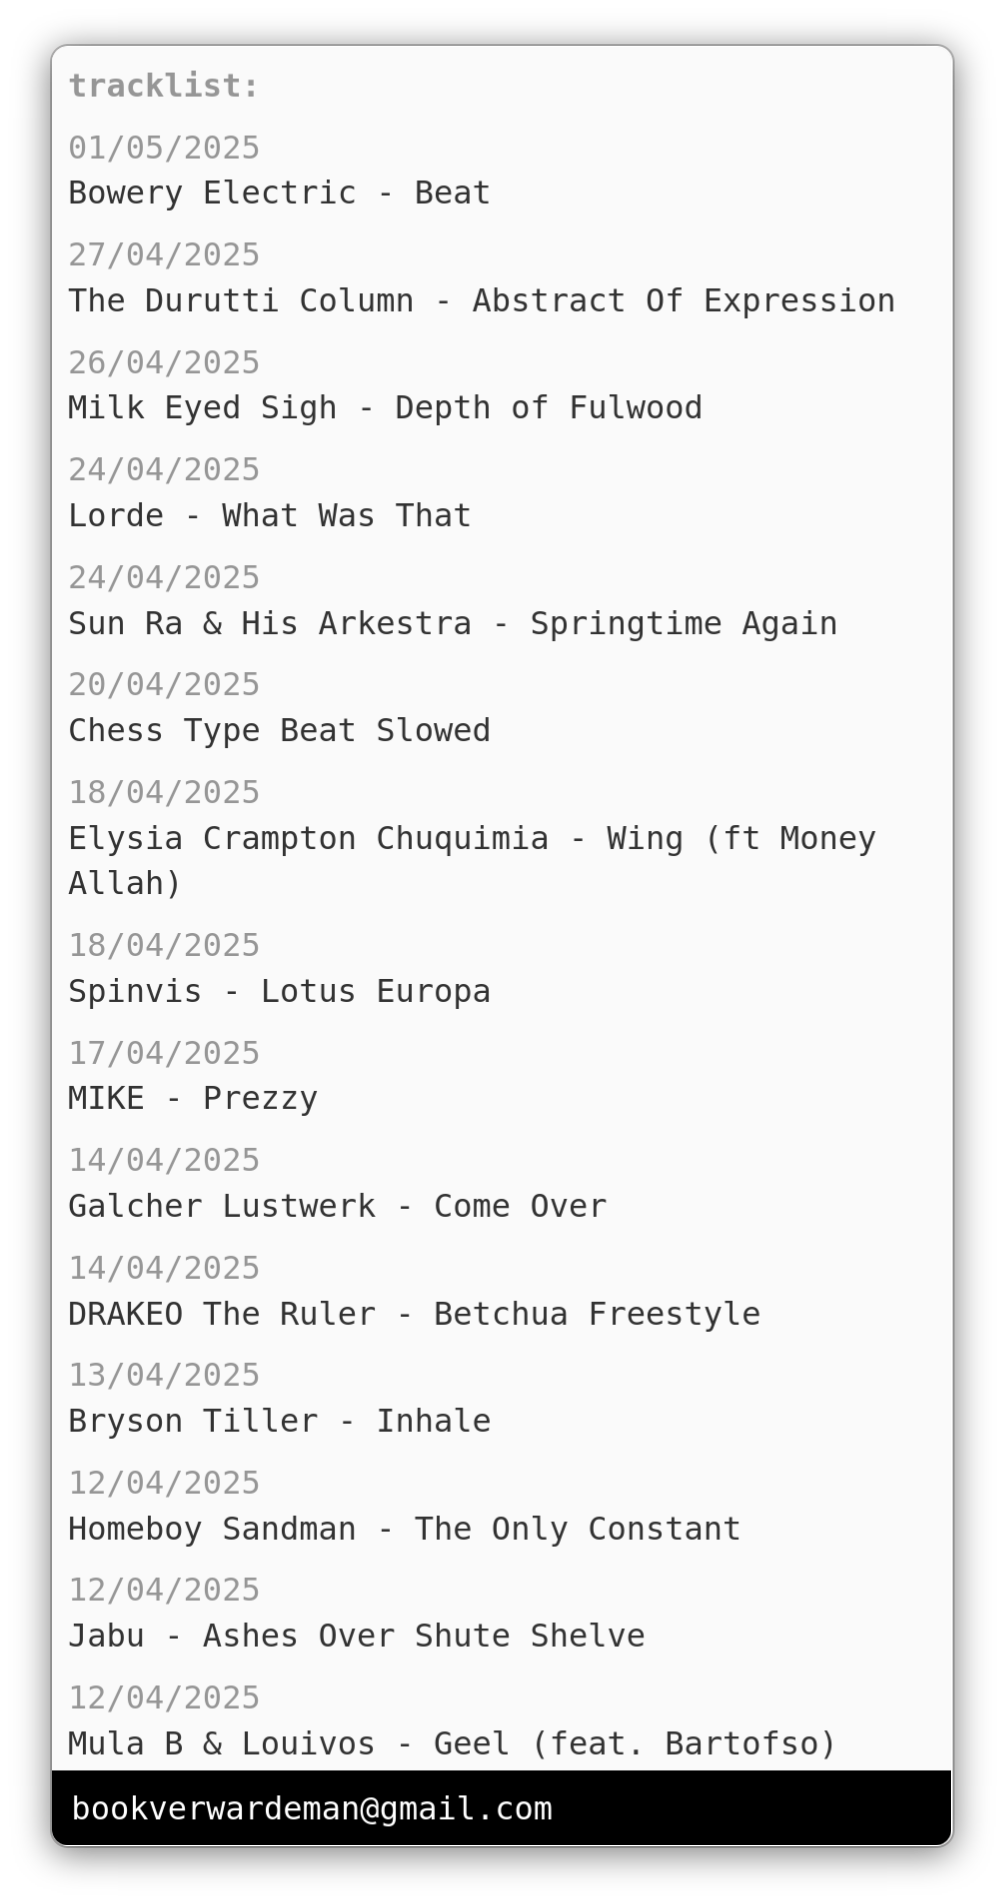 tracklist:
01/05/2025
Bowery Electric - Beat
27/04/2025
The Durutti Column - Abstract Of Expression
26/04/2025
Milk Eyed Sigh - Depth of Fulwood
24/04/2025
Lorde - What Was That
24/04/2025
Sun Ra & His Arkestra - Springtime Again
20/04/2025
Chess Type Beat Slowed
18/04/2025
Elysia Crampton Chuquimia - Wing (ft Money
Allah)
18/04/2025
Spinvis - Lotus Europa
17/04/2025
MIKE - Prezzy
14/04/2025
Galcher Lustwerk - Come Over
14/04/2025
DRAKEO The Ruler - Betchua Freestyle
13/04/2025
Bryson Tiller - Inhale
12/04/2025
Homeboy Sandman - The Only Constant
12/04/2025
Jabu - Ashes Over Shute Shelve
12/04/2025
Mula B & Louivos - Geel (feat. Bartofso)
bookverwardeman@gmail.com